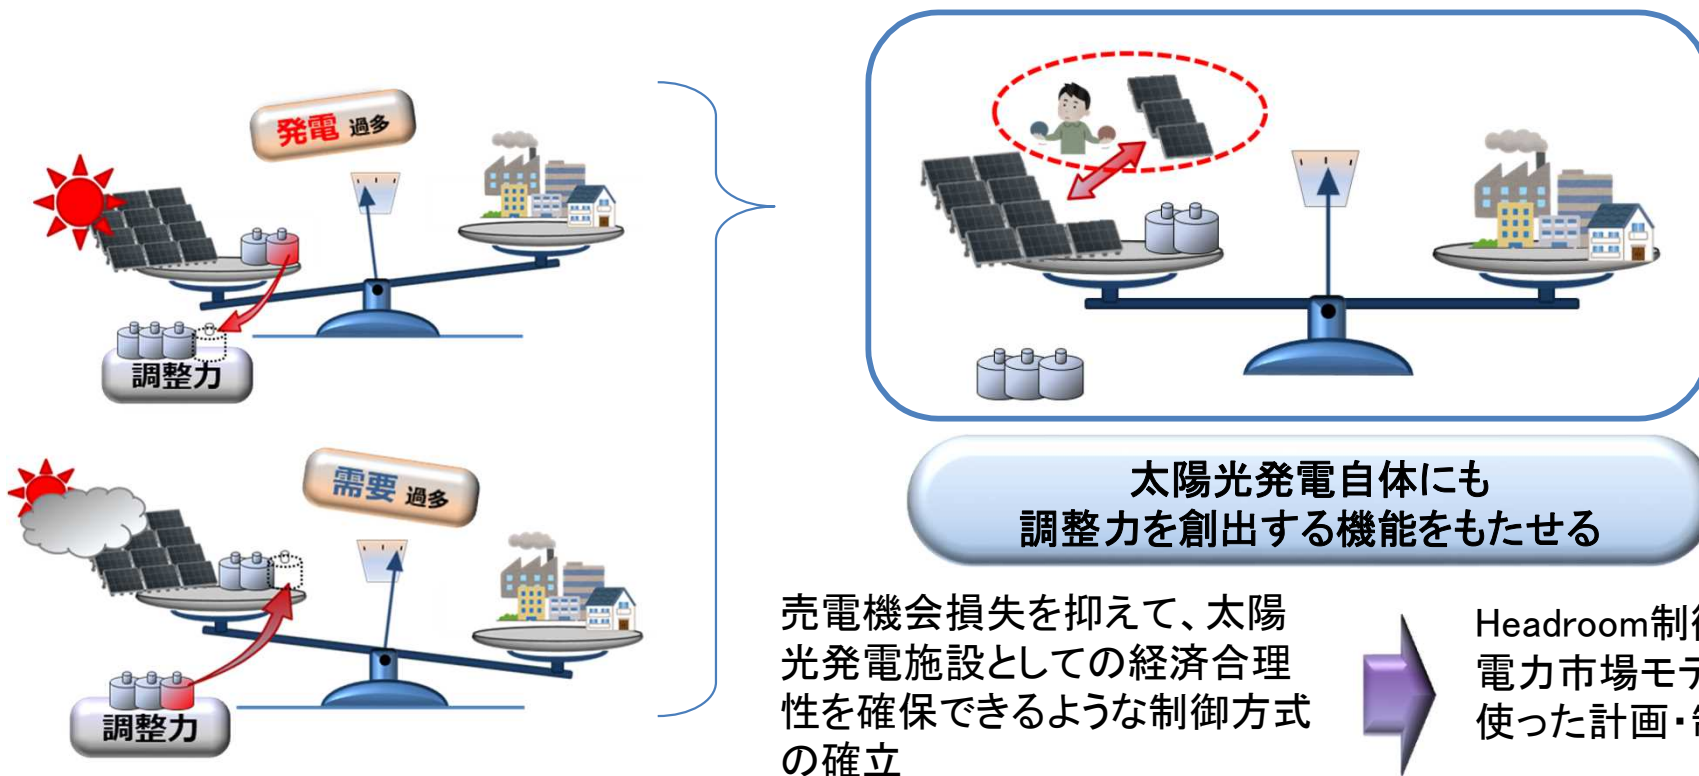 発電 過多
調整力
需要 過多
調整力
太陽光発電自体にも
調整力を創出する機能をもたせる
売電機会損失を抑えて、太陽
光発電施設としての経済合理
性を確保できるような制御方式
の確立
Headroom制
電力市場モデ
使った計画・